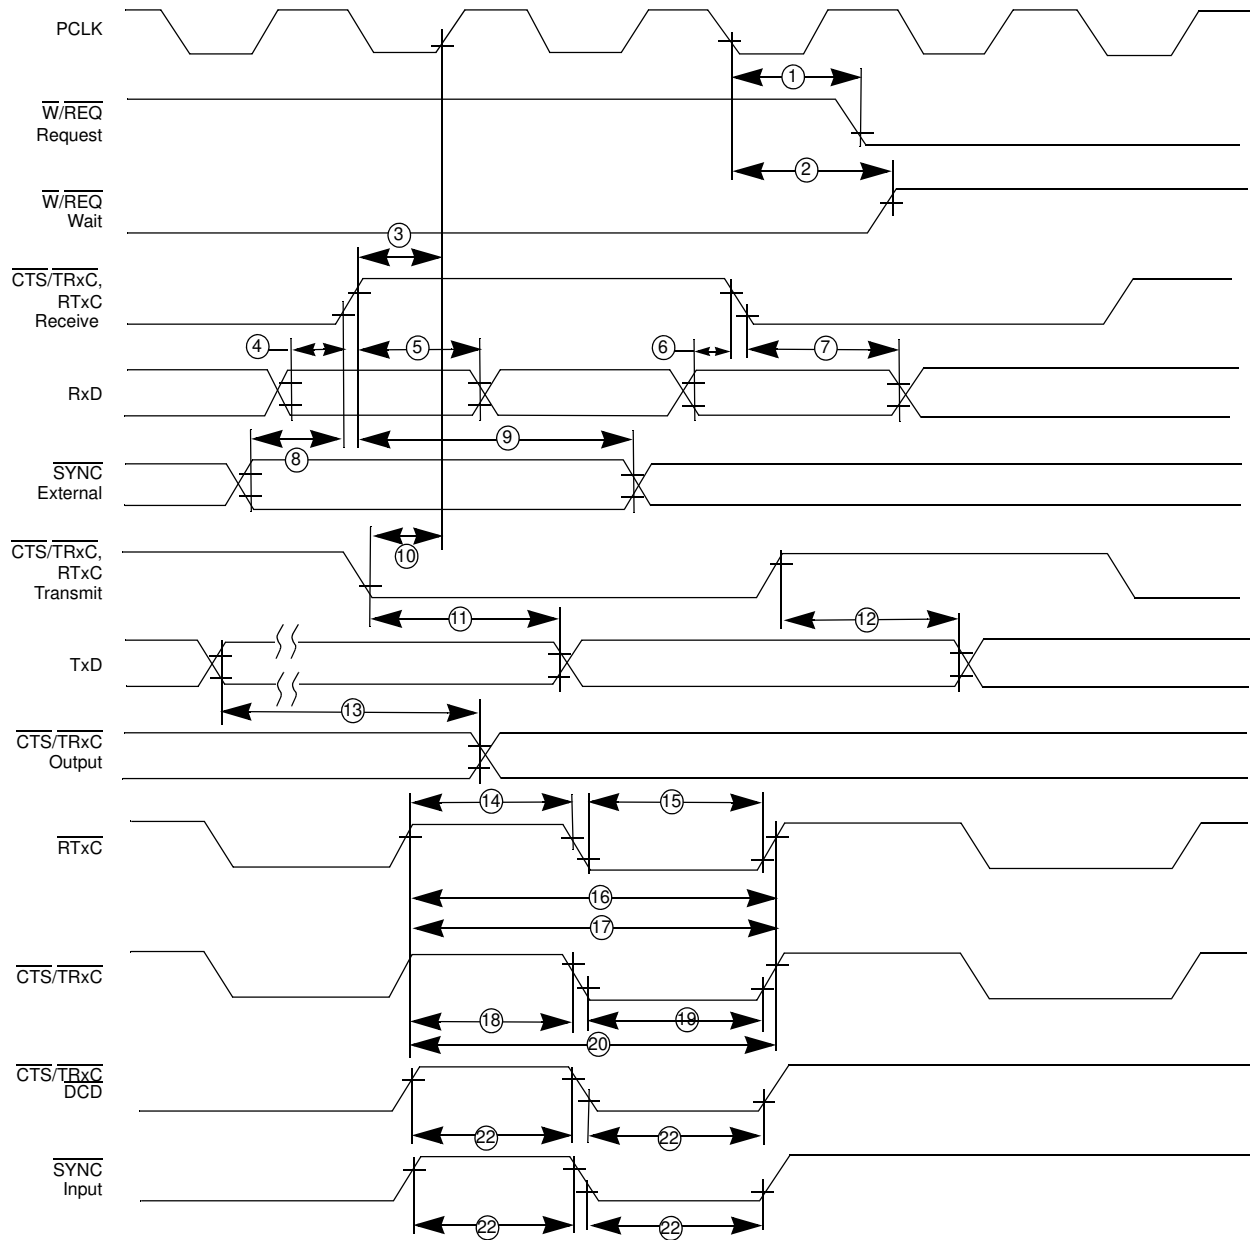 PCLK
1
W/REQ
Request
2
W/REQ
Wait
3
CTS/TRxC,
RTxC
Receive
4
5
6
7
RxD
8
9
SYNC
External
10
CTS/TRxC,
RTxC
Transmit
11
12
TxD
13
CTS/TRxC
Output
14
15
RTxC
16
17
CTS/TRxC
18
19
20
CTS/TRxC
DCD
22
22
SYNC
Input
22
22